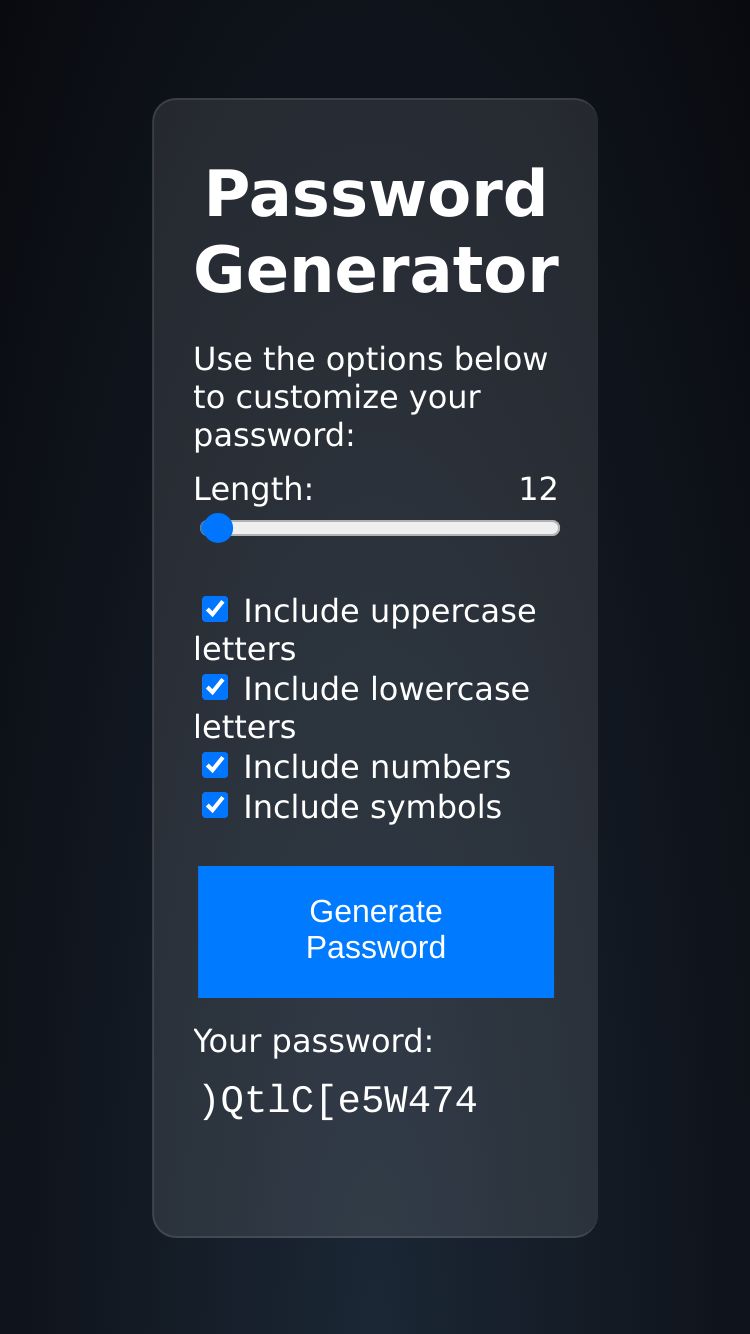 Password
Generator
Use the options below
to customize your
password:
Length: 12
Include uppercase
letters
Include lowercase
letters
Include numbers
Include symbols
Generate
Password
Your password:
)QtlC[e5W474